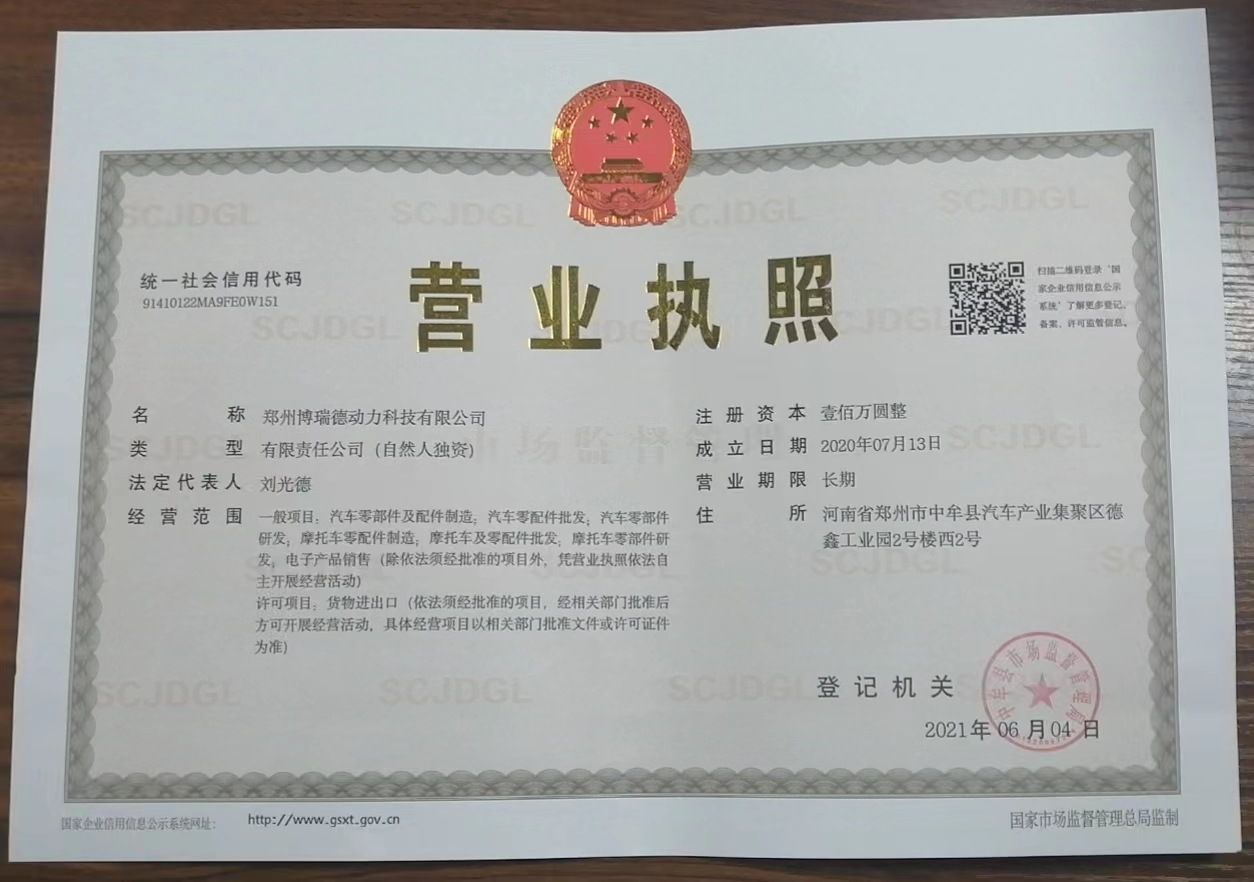 统一社会信用代码
91410122MA9FE0W151
营业执照
扫描二维码登录‘国
家企业信用信息公示
系统’了解更多登记、
备案、许可监管信息。
名称 郑州博瑞德动力科技有限公司
类型 有限责任公司（自然人独资）
法定代表人 刘光德
经营范围 一般项目：汽车零部件及配件制造；汽车零配件批发；汽车零部件
研发；摩托车零配件制造；摩托车及零配件批发；摩托车零部件研
发；电子产品销售（除依法须经批准的项目外，凭营业执照依法自
主开展经营活动）
许可项目：货物进出口（依法须经批准的项目，经相关部门批准后
方可开展经营活动，具体经营项目以相关部门批准文件或许可证件
为准）
注册资本 壹佰万圆整
成立日期 2020年07月13日
营业期限 长期
住所 河南省郑州市中牟县汽车产业集聚区德
鑫工业园2号楼西2号
登记机关
中牟县市场监督管理局
2021年06月04日
国家企业信用信息公示系统网址：
http://www.gsxt.gov.cn
国家市场监督管理总局监制